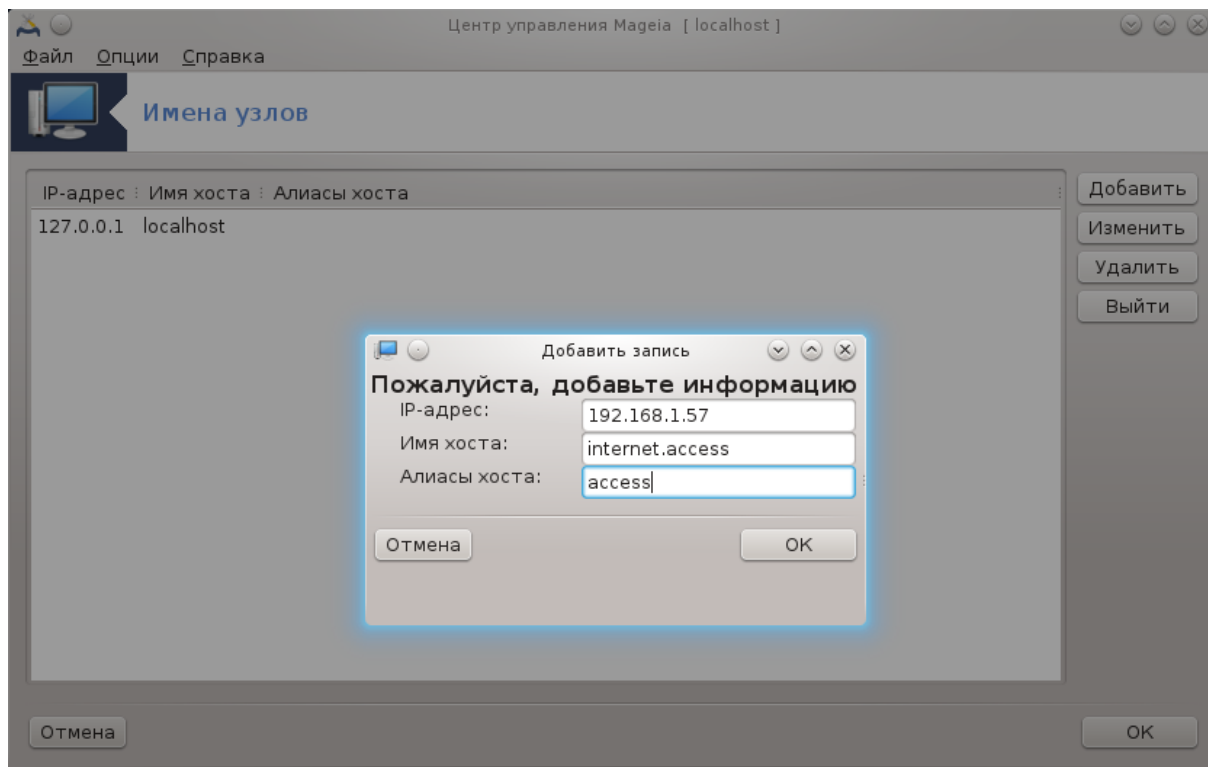 Центр управления Mageia [ localhost ]
Файл Опции Справка
Имена узлов
IP-адрес Имя хоста Алиасы хоста
127.0.0.1 localhost
Добавить
Изменить
Удалить
Выйти
Добавить запись
Пожалуйста, добавьте информацию
IP-адрес: 192.168.1.57
Имя хоста: internet.access
Алиасы хоста: access
Отмена OK
Отмена OK